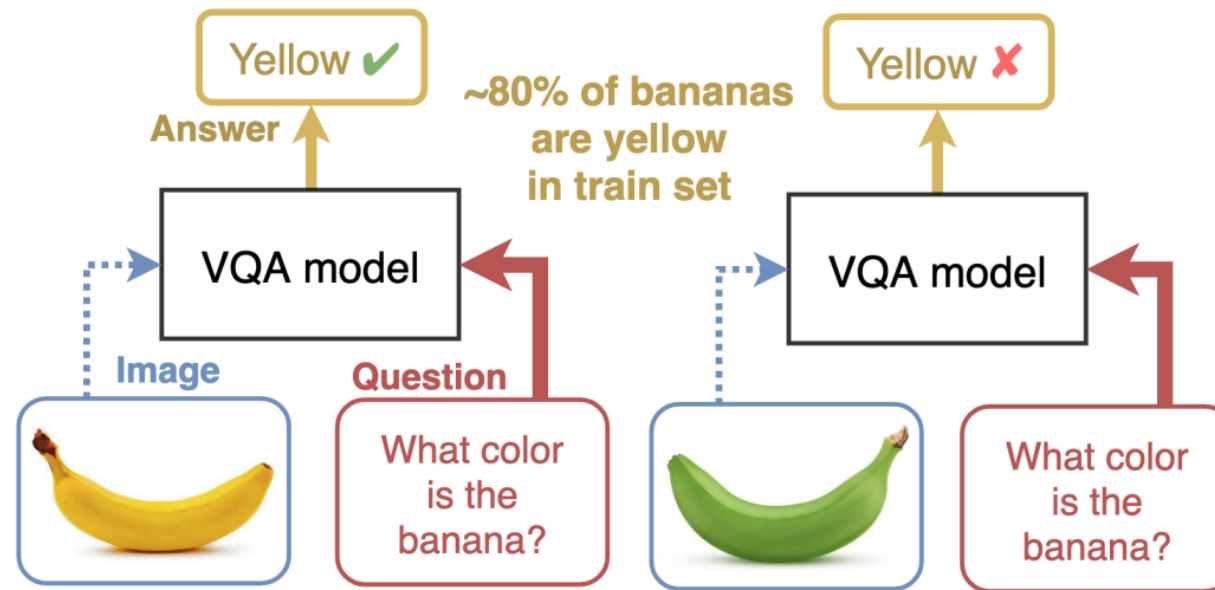 Yellow ✔
Answer
~80% of bananas
are yellow
in train set
Yellow ✘
VQA model
VQA model
Image
Question
What color
is the
banana?
What color
is the
banana?